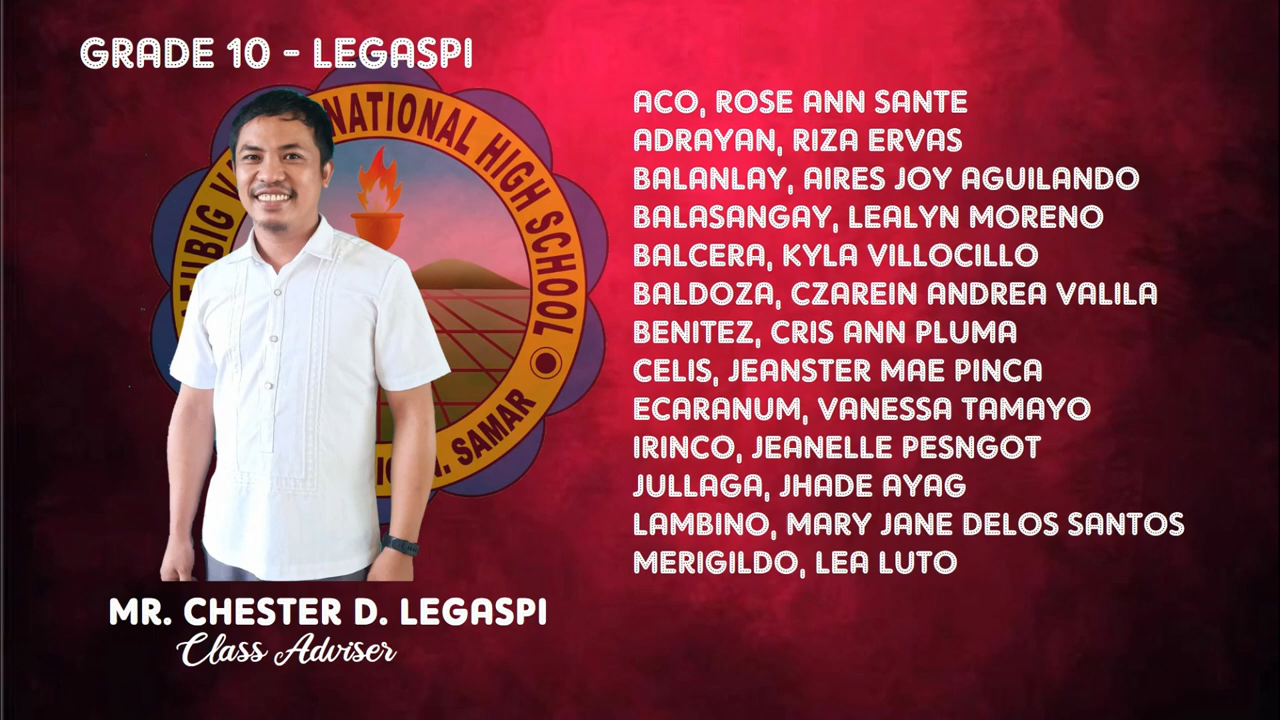 GRADE 10 - LEGASPI
NATIONAL HIGH SCHOOL
SAMAR
ACO, ROSE ANN SANTE
ADRAYAN, RIZA ERVAS
BALANLAY, AIRES JOY AGUILANDO
BALASANGAY, LEALYN MORENO
BALCERA, KYLA VILLOCILLO
BALDOZA, CZAREIN ANDREA VALILA
BENITEZ, CRIS ANN PLUMA
CELIS, JEANSTER MAE PINCA
ECARANUM, VANESSA TAMAYO
IRINCO, JEANELLE PESNGOT
JULLAGA, JHADE AYAG
LAMBINO, MARY JANE DELOS SANTOS
MERIGILDO, LEA LUTO
MR. CHESTER D. LEGASPI
Class Adviser